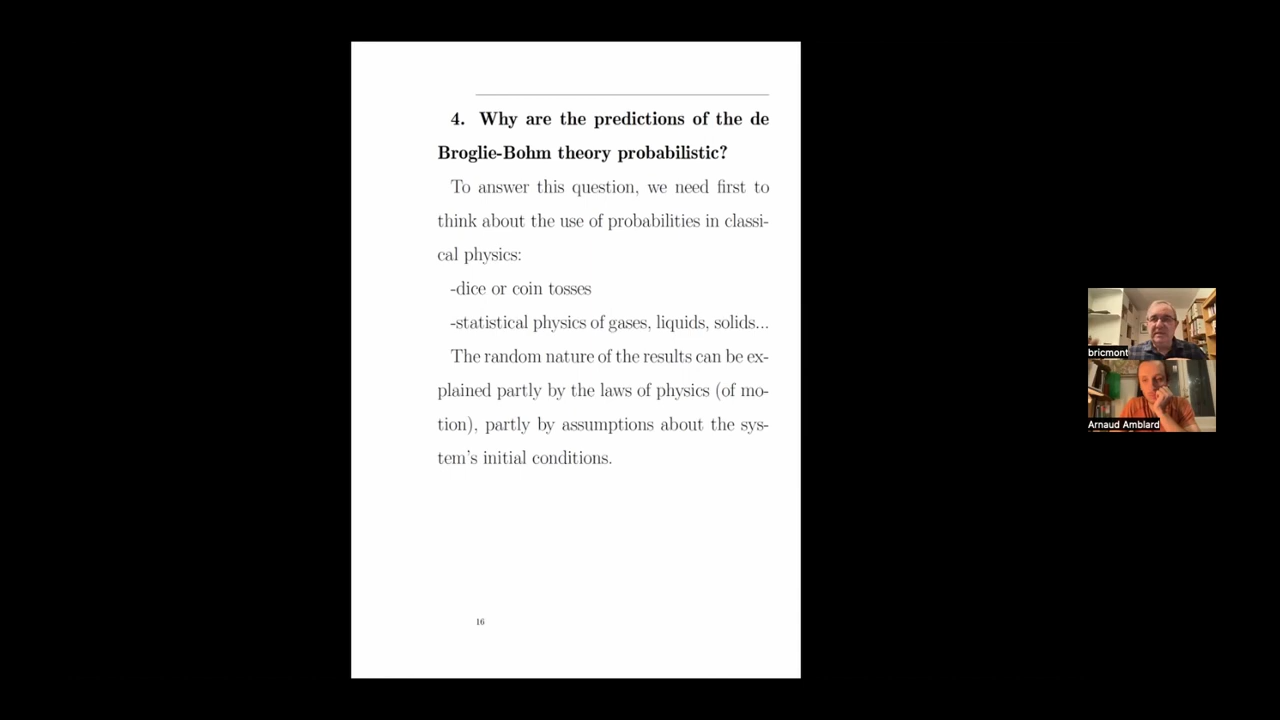 4. Why are the predictions of the de
Broglie-Bohm theory probabilistic?
To answer this question, we need first to
think about the use of probabilities in classi-
cal physics:
-dice or coin tosses
-statistical physics of gases, liquids, solids...
The random nature of the results can be ex-
plained partly by the laws of physics (of mo-
tion), partly by assumptions about the sys-
tem's initial conditions.
16
bricmont
Arnaud Amblard